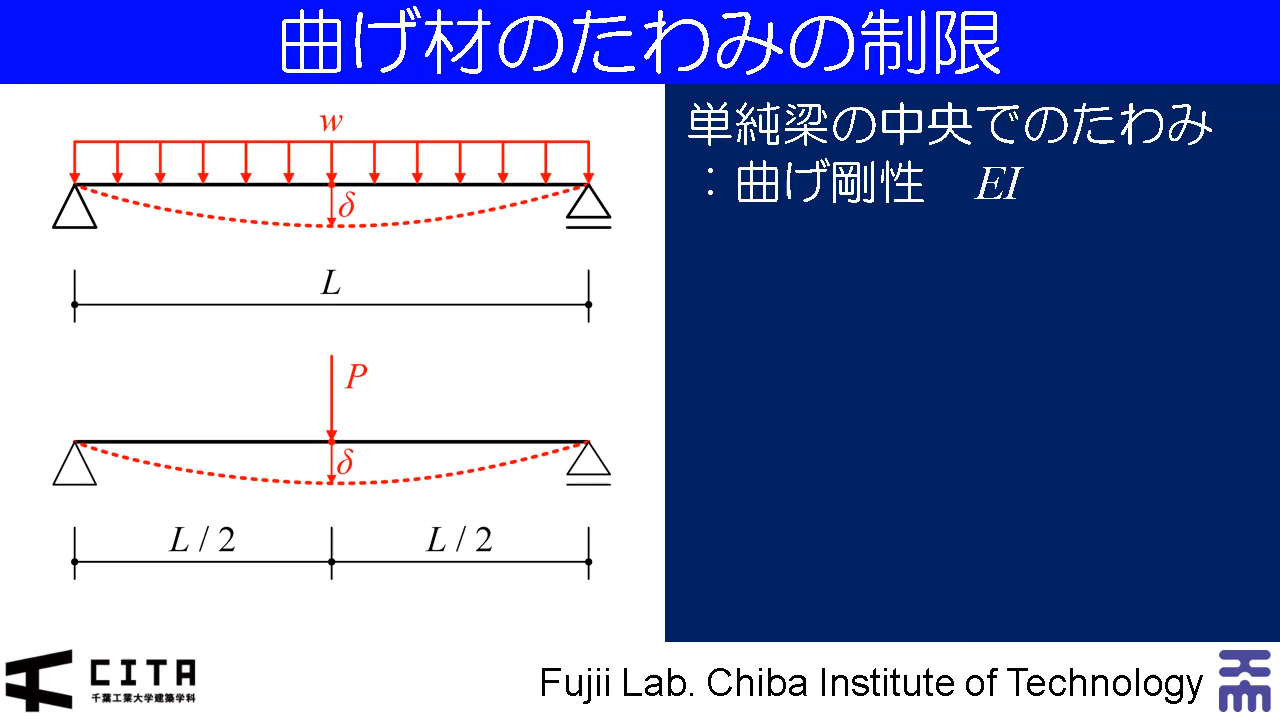 曲げ材のたわみの制限
w
δ
L
P
δ
L / 2
L / 2
単純梁の中央でのたわみ
：曲げ剛性　EI
CITA
千葉工業大学建築学科
Fujii Lab. Chiba Institute of Technology